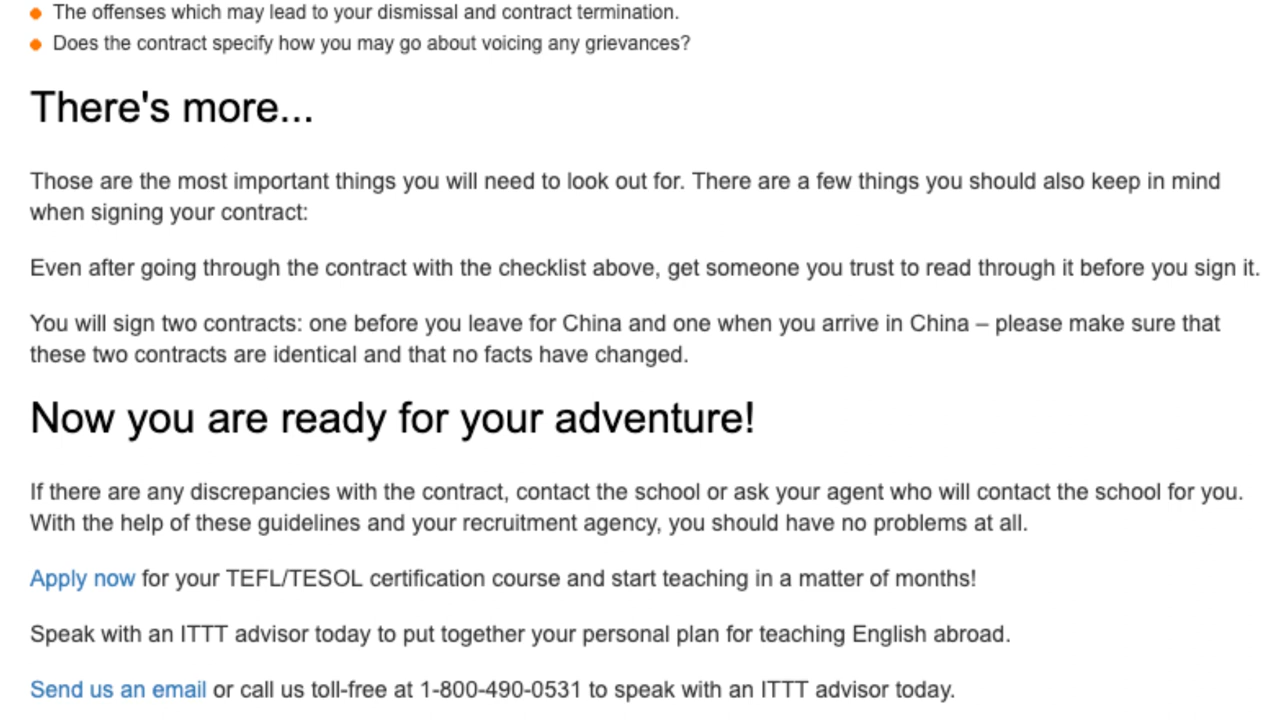 The offenses which may lead to your dismissal and contract termination.
Does the contract specify how you may go about voicing any grievances?
There's more...
Those are the most important things you will need to look out for. There are a few things you should also keep in mind
when signing your contract:
Even after going through the contract with the checklist above, get someone you trust to read through it before you sign it.
You will sign two contracts: one before you leave for China and one when you arrive in China – please make sure that
these two contracts are identical and that no facts have changed.
Now you are ready for your adventure!
If there are any discrepancies with the contract, contact the school or ask your agent who will contact the school for you.
With the help of these guidelines and your recruitment agency, you should have no problems at all.
Apply now for your TEFL/TESOL certification course and start teaching in a matter of months!
Speak with an ITTT advisor today to put together your personal plan for teaching English abroad.
Send us an email or call us toll-free at 1-800-490-0531 to speak with an ITTT advisor today.